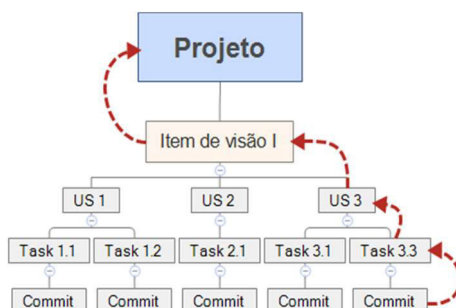 Projeto
Item de visão I
US 1 US 2 US 3
Task 1.1 Task 1.2 Task 2.1 Task 3.1 Task 3.3
Commit Commit Commit Commit Commit